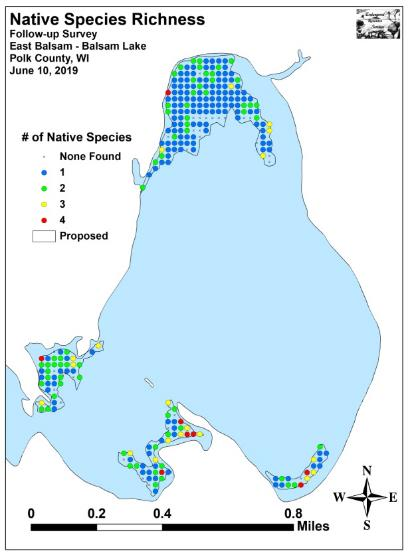 Native Species Richness
Follow-up Survey
East Balsam - Balsam Lake
Polk County, WI
June 10, 2019
# of Native Species
None Found
1
2
3
4
Proposed
N
W E
S
0 0.2 0.4 0.8
Miles